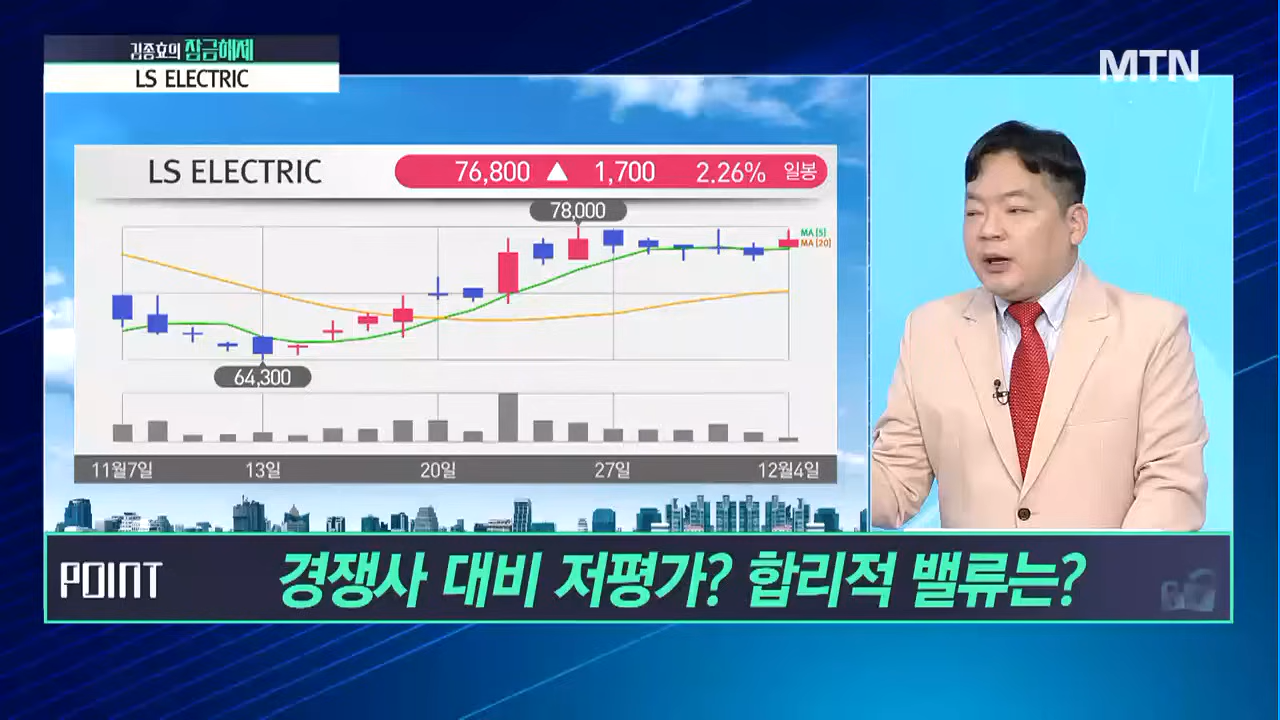 김종효의 잠금해제
LS ELECTRIC
MTN
LS ELECTRIC
76,800 ▲ 1,700 2.26% 일봉
78,000
MA [5]
MA [20]
64,300
11월7일 13일 20일 27일 12월4일
POINT 경쟁사 대비 저평가? 합리적 밸류는?